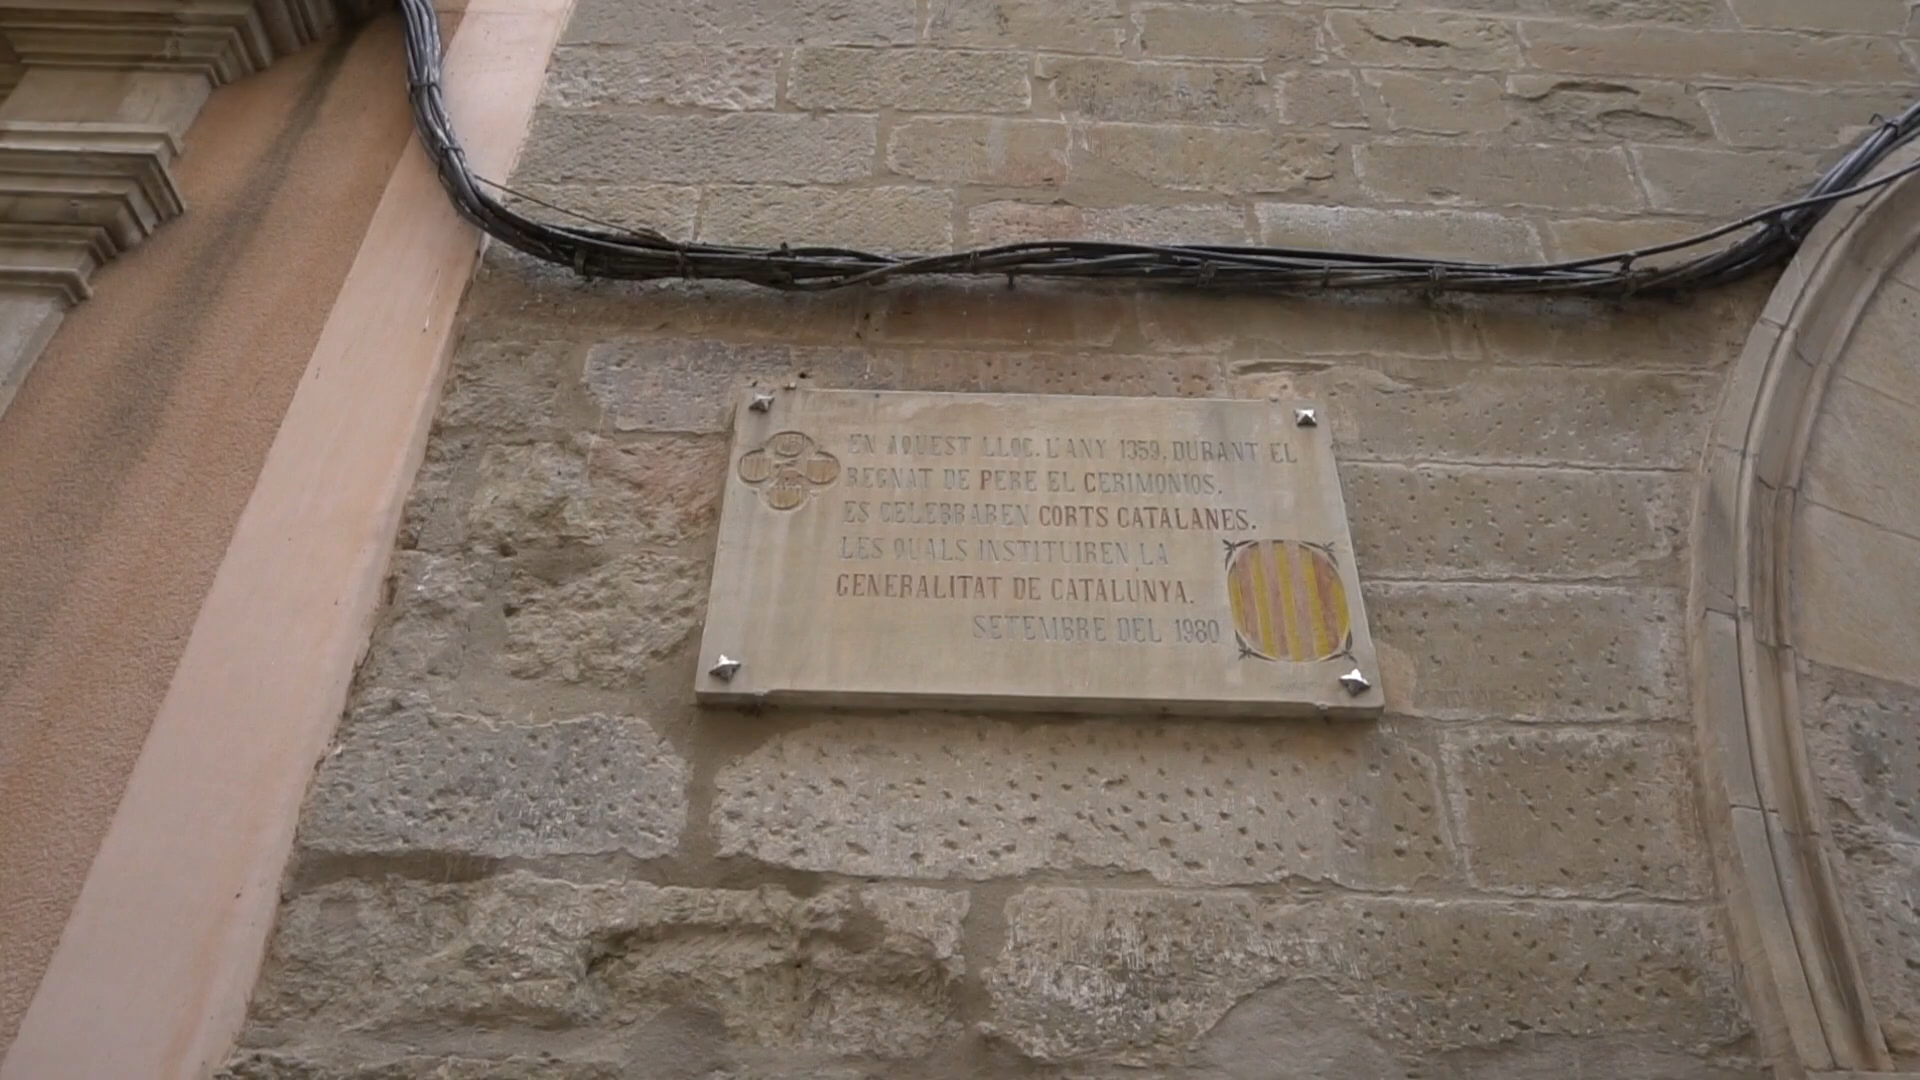 EN AQUEST LLOC, L'ANY 1359, DURANT EL
REGNAT DE PERE EL CERIMONIOS,
ES CELEBRAREN CORTS CATALANES,
LES QUALS INSTITUIREN LA
GENERALITAT DE CATALUNYA.
SETEMBRE DEL 1980